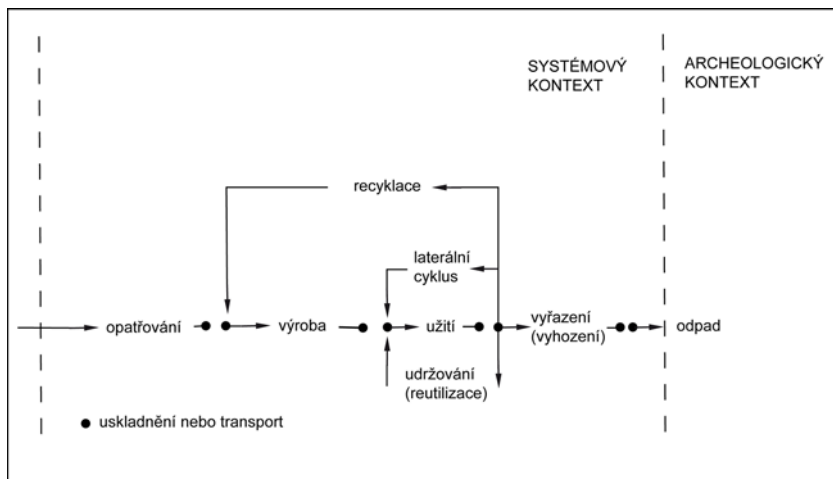 SYSTÉMOVÝ
KONTEXT
ARCHEOLOGICKÝ
KONTEXT
recyklace
laterální
cyklus
opatřování
výroba
užití
vyřazení
(vyhození)
odpad
udržování
(reutilizace)
uskladnění nebo transport